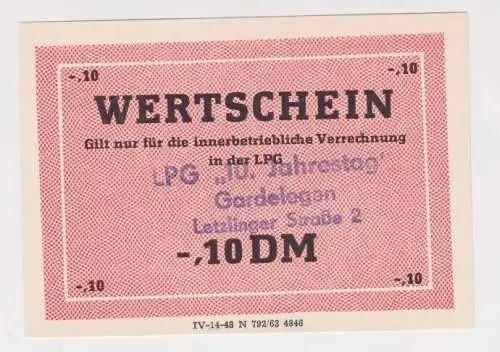 -,10 -,10
WERTSCHEIN
Gilt nur für die innerbetriebliche Verrechnung
in der LPG
LPG „10. Jahrestag"
Gardelegen
Letzlinger Straße 2
-,10 DM
-,10 -,10
IV-14-48 N 792/63 4846